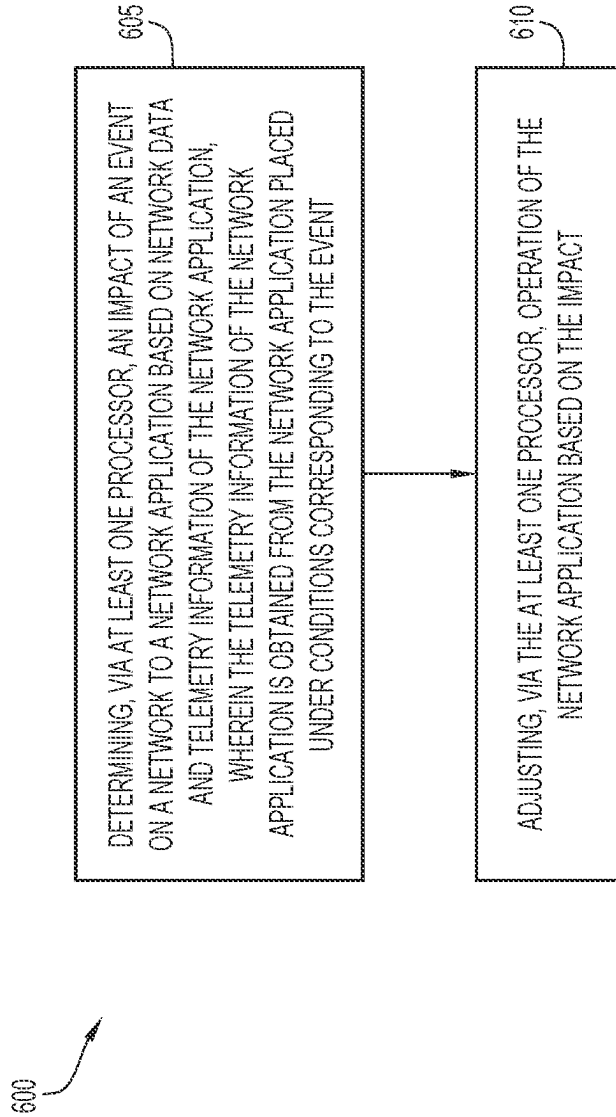 600
DETERMINING, VIA AT LEAST ONE PROCESSOR, AN IMPACT OF AN EVENT
ON A NETWORK TO A NETWORK APPLICATION BASED ON NETWORK DATA
AND TELEMETRY INFORMATION OF THE NETWORK APPLICATION,
WHEREIN THE TELEMETRY INFORMATION OF THE NETWORK
APPLICATION IS OBTAINED FROM THE NETWORK APPLICATION PLACED
UNDER CONDITIONS CORRESPONDING TO THE EVENT
605
ADJUSTING, VIA THE AT LEAST ONE PROCESSOR, OPERATION OF THE
NETWORK APPLICATION BASED ON THE IMPACT
610